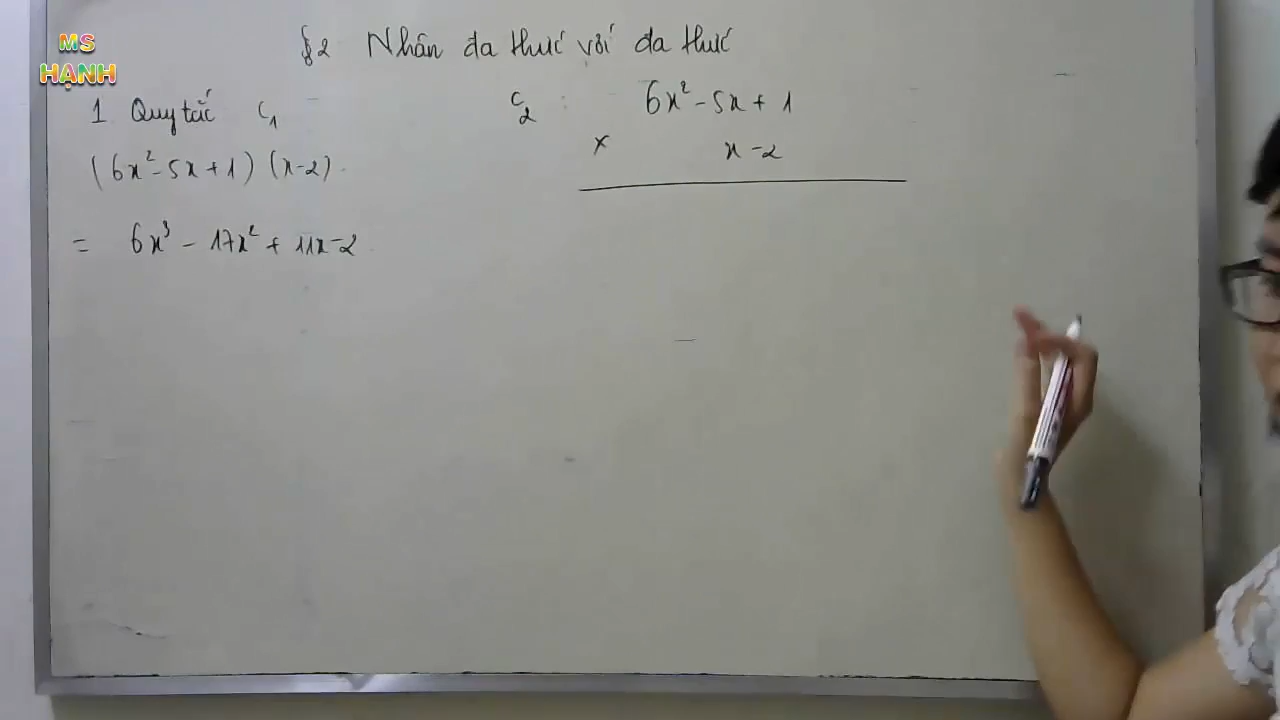 MS
HẠNH
§2 Nhân đa thức với đa thức
1 Quy tắc C₁
(6x² - 5x + 1) (x - 2).
= 6x³ - 17x² + 11x - 2
C₂ : 6x² - 5x + 1
× x - 2